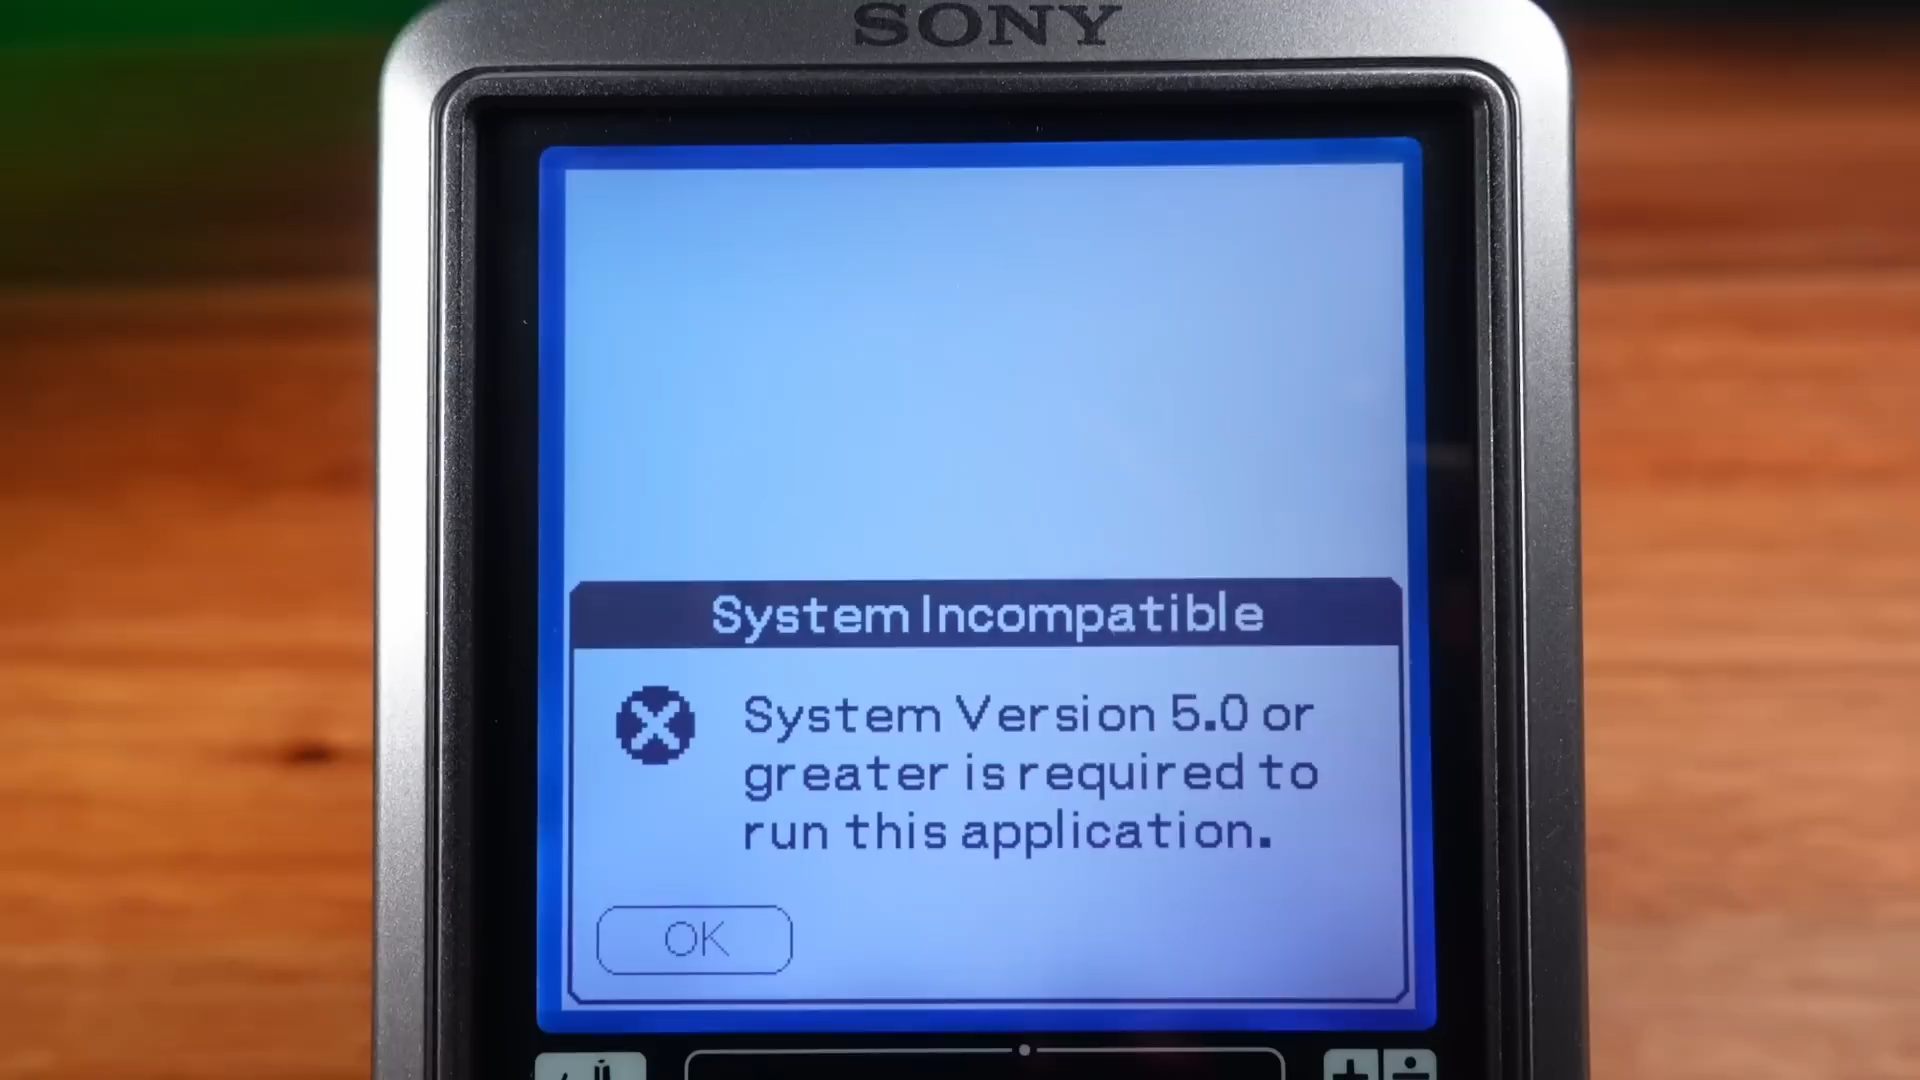 SONY
System Incompatible
System Version 5.0 or
greater is required to
run this application.
OK